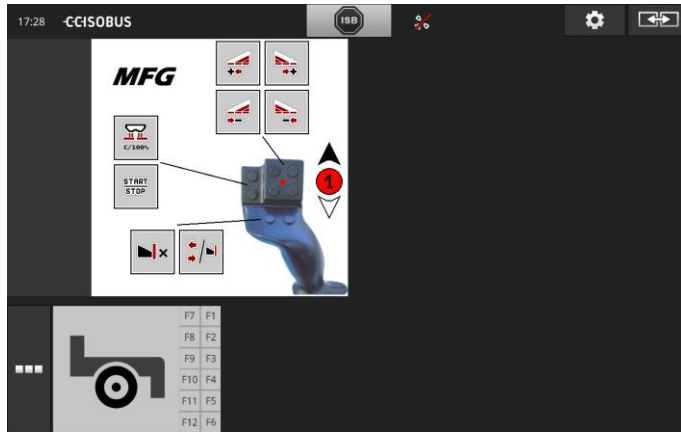 17:28
CCISOBUS
ISB
MFG
C/100%
START
STOP
1
F7 F1
F8 F2
F9 F3
F10 F4
F11 F5
F12 F6